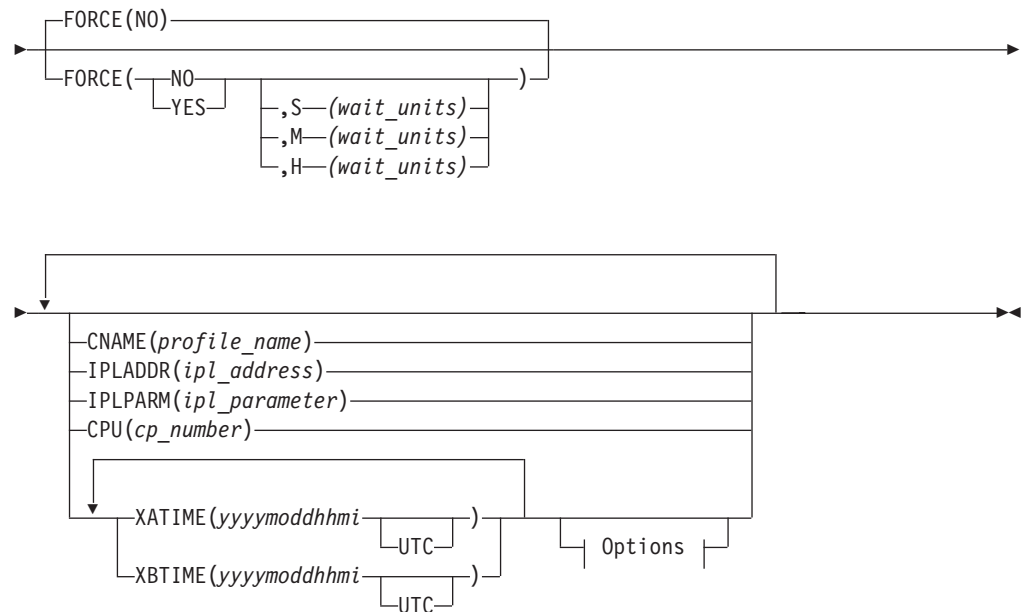 FORCE(NO)
FORCE( NO )
YES ,S (wait_units)
,M (wait_units)
,H (wait_units)
CNAME(profile_name)
IPLADDR(ipl_address)
IPLPARM(ipl_parameter)
CPU(cp_number)
XATIME(yyyymoddhhmi )
UTC Options
XBTIME(yyyymoddhhmi )
UTC